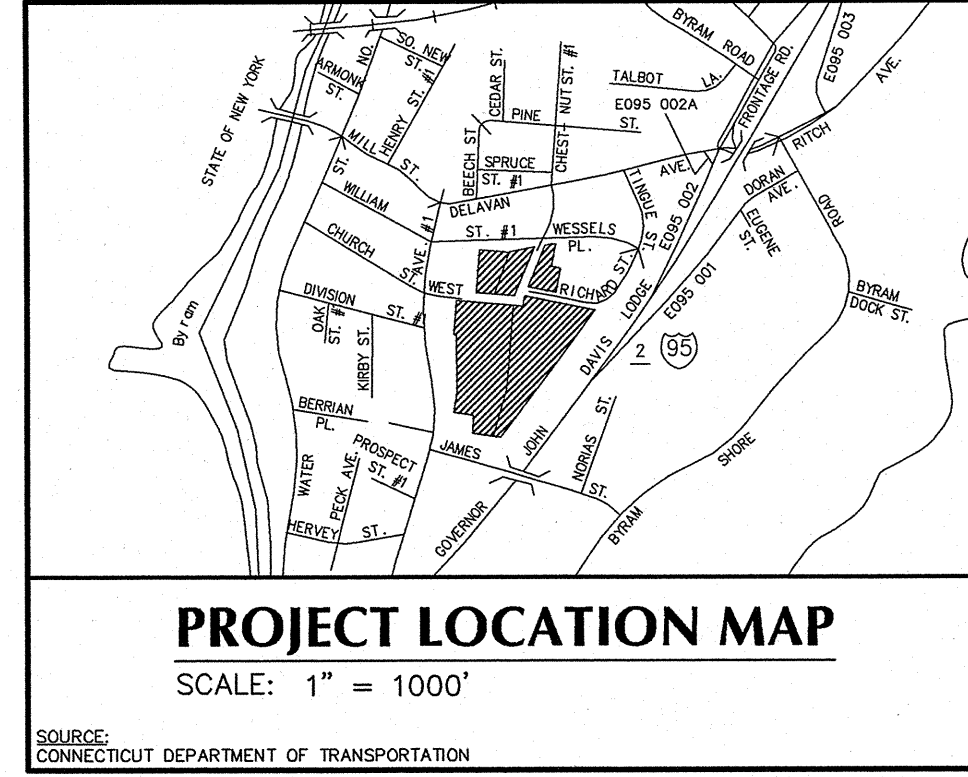 STATE OF NEW YORK
ARMONK
ST.
NO.
SO. NEW
ST. #1
HENRY ST. #1
CEDAR ST.
BEECH ST
PINE
ST.
SPRUCE
ST. #1
CHEST- NUT ST. #1
TALBOT
LA.
BYRAM ROAD
FRONTAGE RD.
E095 003
E095 002A
RITCH
AVE.
MILL
ST.
ST.
WILLIAM
CHURCH
ST.
AVE. #1
DELAVAN
AVE.
ST. #1
WESSELS
PL.
TINGUE ST
E095 002
DORAN
AVE.
EUGENE
ST.
ROAD
WEST
RICHARD ST.
DIVISION
ST. #1
OAK
ST. #1
KIRBY ST.
LODGE
E095 001
BYRAM
DOCK ST.
Byram
DAVIS
2
95
BERRIAN
PL.
PROSPECT
ST. #1
WATER
PECK AVE.
HERVEY
ST.
JAMES
ST.
JOHN
GOVERNOR
NORIAS ST.
SHORE
BYRAM
PROJECT LOCATION MAP
SCALE: 1" = 1000'
SOURCE:
CONNECTICUT DEPARTMENT OF TRANSPORTATION